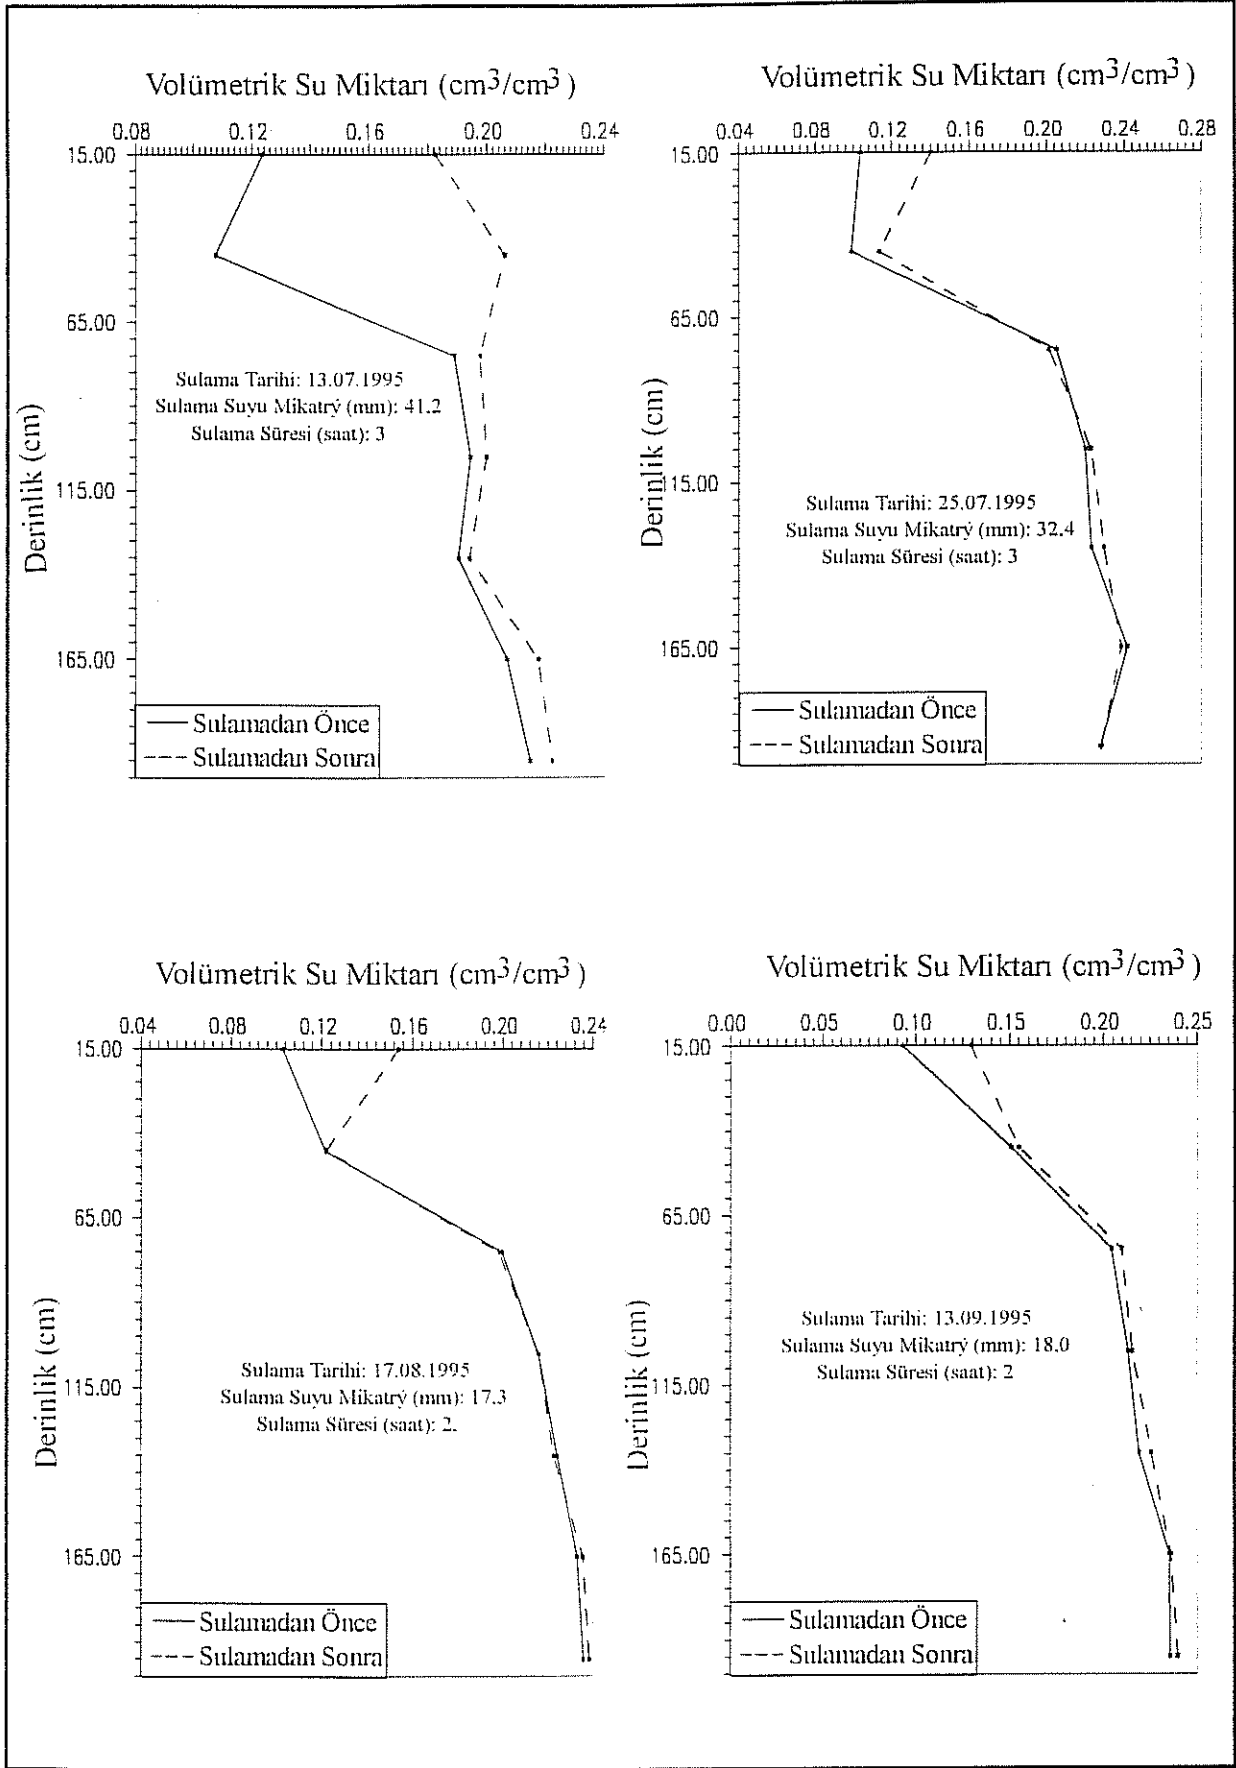 Volümetrik Su Miktarı (cm³/cm³)
0.08 0.12 0.16 0.20 0.24
15.00
65.00
115.00
165.00
Derinlik (cm)
Sulama Tarihi: 13.07.1995
Sulama Suyu Mikatrý (mm): 41.2
Sulama Süresi (saat): 3
Sulamadan Önce
Sulamadan Sonra
Volümetrik Su Miktarı (cm³/cm³)
0.04 0.08 0.12 0.16 0.20 0.24 0.28
15.00
65.00
115.00
165.00
Derinlik (cm)
Sulama Tarihi: 25.07.1995
Sulama Suyu Mikatrý (mm): 32.4
Sulama Süresi (saat): 3
Sulamadan Önce
Sulamadan Sonra
Volümetrik Su Miktarı (cm³/cm³ )
0.04 0.08 0.12 0.16 0.20 0.24
15.00
65.00
115.00
165.00
Derinlik (cm)
Sulama Tarihi: 17.08.1995
Sulama Suyu Mikatrý (mm): 17.3
Sulama Süresi (saat): 2.
Sulamadan Önce
Sulamadan Sonra
Volümetrik Su Miktarı (cm³/cm³)
0.00 0.05 0.10 0.15 0.20 0.25
15.00
65.00
115.00
165.00
Derinlik (cm)
Sulama Tarihi: 13.09.1995
Sulama Suyu Mikatrý (mm): 18.0
Sulama Süresi (saat): 2
Sulamadan Önce
Sulamadan Sonra